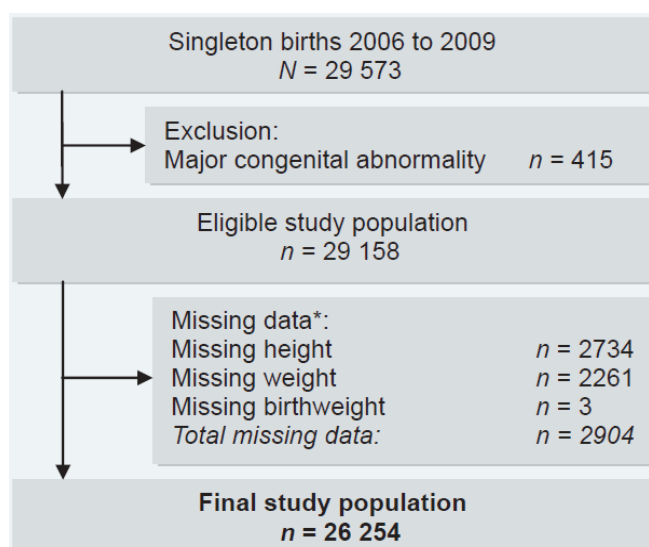 Singleton births 2006 to 2009
N = 29 573
Exclusion:
Major congenital abnormality n = 415
Eligible study population
n = 29 158
Missing data*:
Missing height n = 2734
Missing weight n = 2261
Missing birthweight n = 3
Total missing data: n = 2904
Final study population
n = 26 254